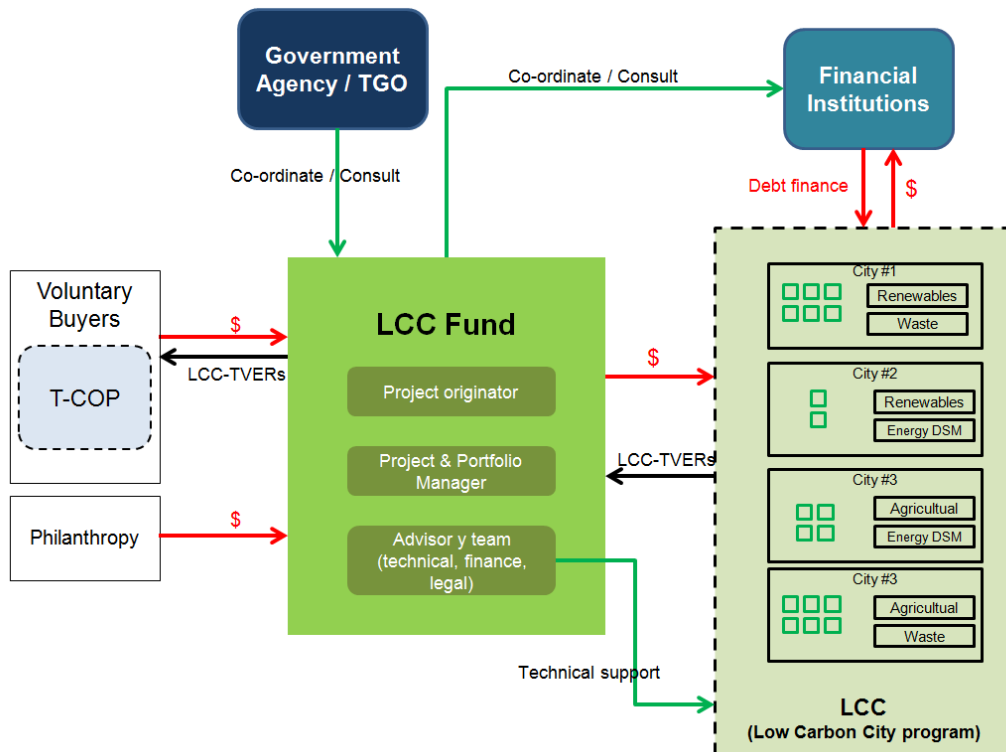 Government
Agency / TGO
Co-ordinate / Consult
Financial
Institutions
Co-ordinate / Consult
Debt finance
$
Voluntary
Buyers
T-COP
$
LCC-TVERs
Philanthropy
$
LCC Fund
Project originator
Project & Portfolio
Manager
Advisor y team
(technical, finance,
legal)
$
LCC-TVERs
Technical support
City #1
Renewables
Waste
City #2
Renewables
Energy DSM
City #3
Agricultual
Energy DSM
City #3
Agricultual
Waste
LCC
(Low Carbon City program)